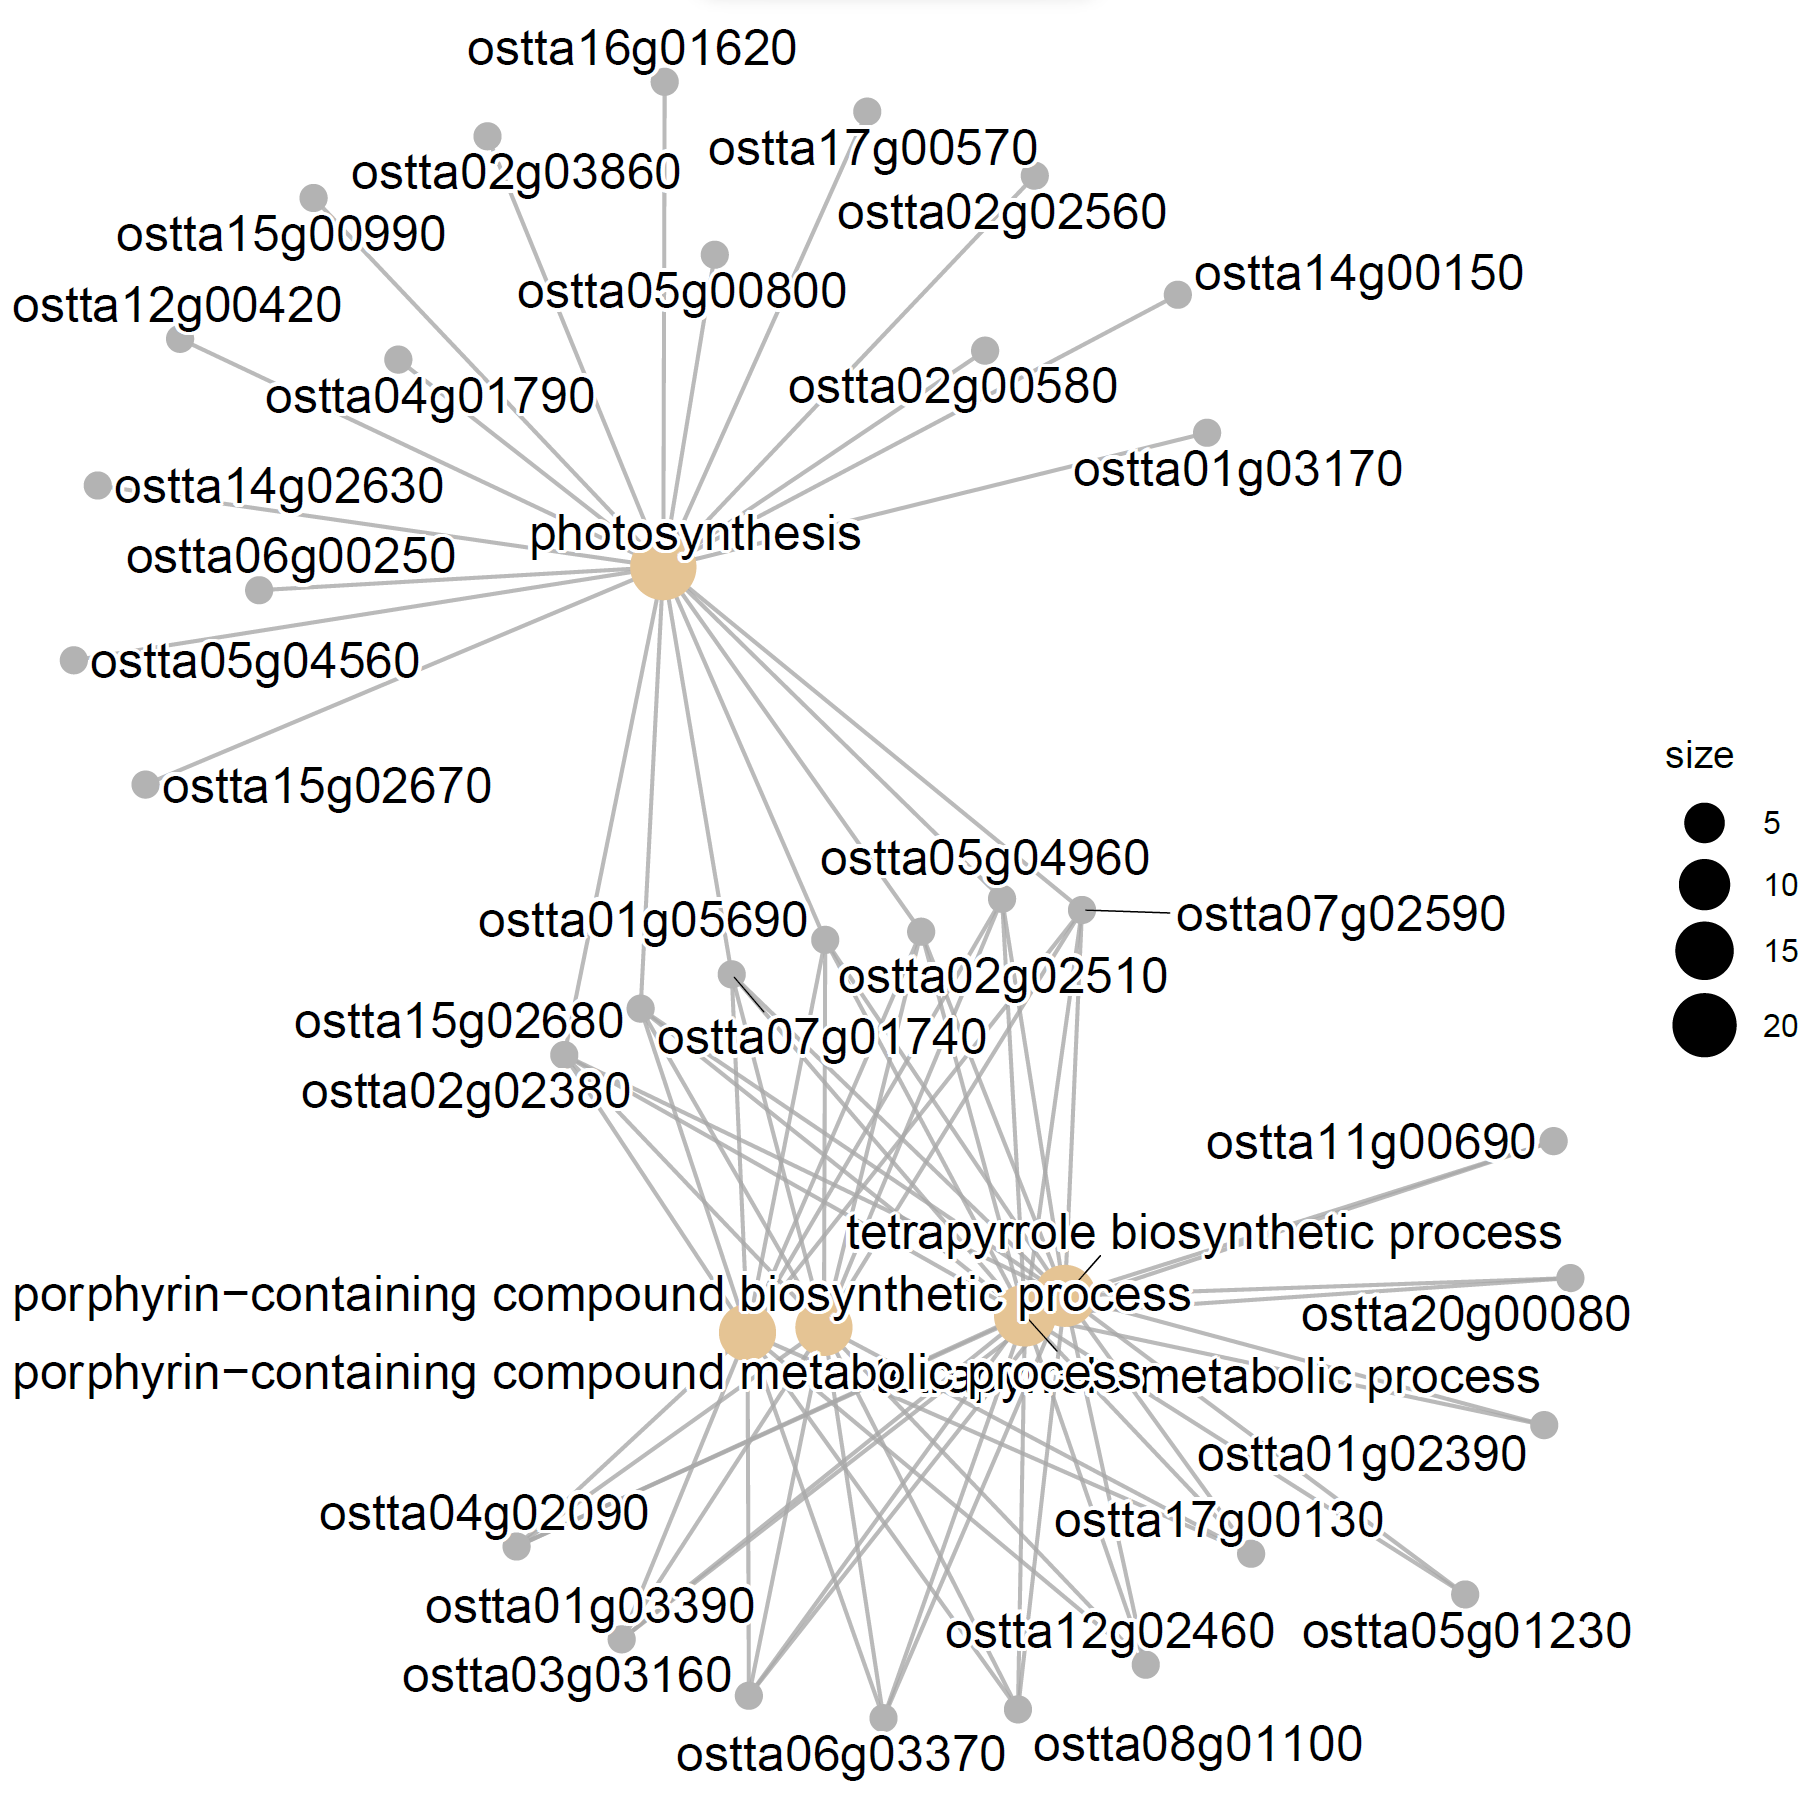 ostta16g01620
ostta17g00570
ostta02g03860
ostta02g02560
ostta15g00990
ostta14g00150
ostta05g00800
ostta12g00420
ostta02g00580
ostta04g01790
ostta01g03170
ostta14g02630
photosynthesis
ostta06g00250
ostta05g04560
ostta15g02670
size
5
10
15
20
ostta05g04960
ostta07g02590
ostta01g05690
ostta02g02510
ostta15g02680
ostta07g01740
ostta02g02380
ostta11g00690
tetrapyrrole biosynthetic process
porphyrin−containing compound biosynthetic process
ostta20g00080
porphyrin−containing compound metabolic process
metabolic process
ostta01g02390
ostta04g02090
ostta17g00130
ostta01g03390
ostta12g02460
ostta05g01230
ostta03g03160
ostta06g03370
ostta08g01100